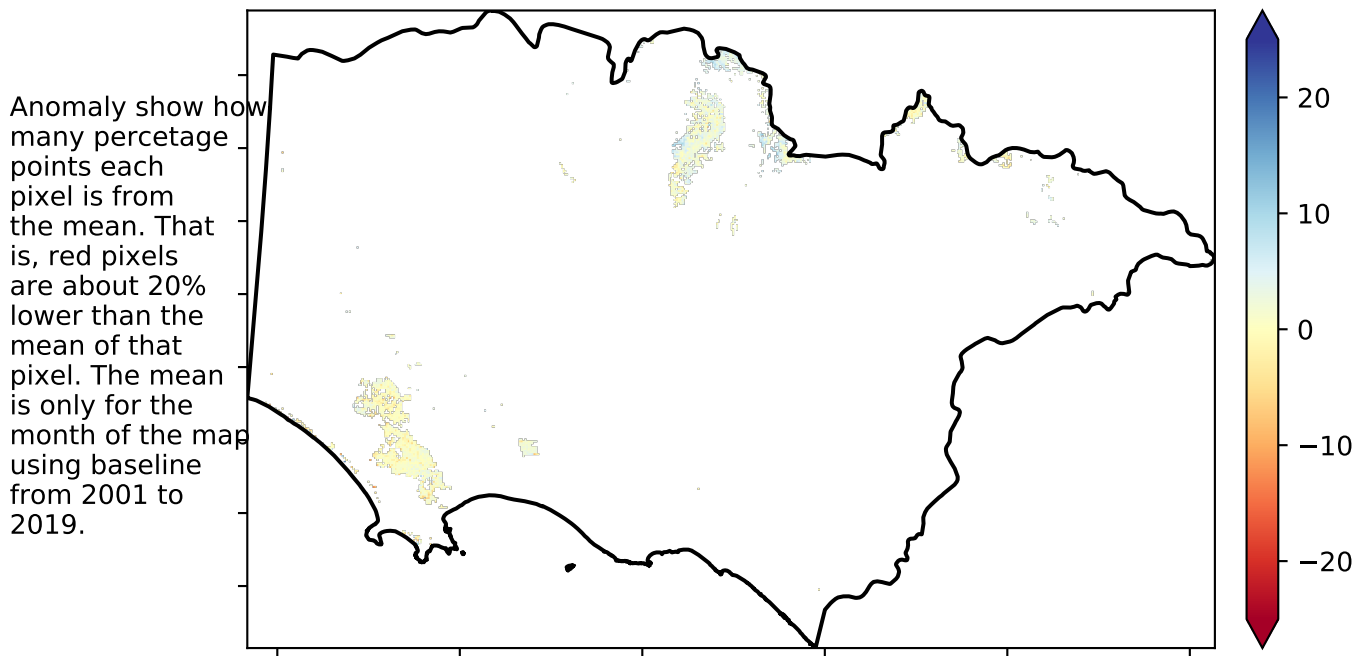 Anomaly show how
many percetage
points each
pixel is from
the mean. That
is, red pixels
are about 20%
lower than the
mean of that
pixel. The mean
is only for the
month of the map
using baseline
from 2001 to
2019.
20
10
0
−10
−20